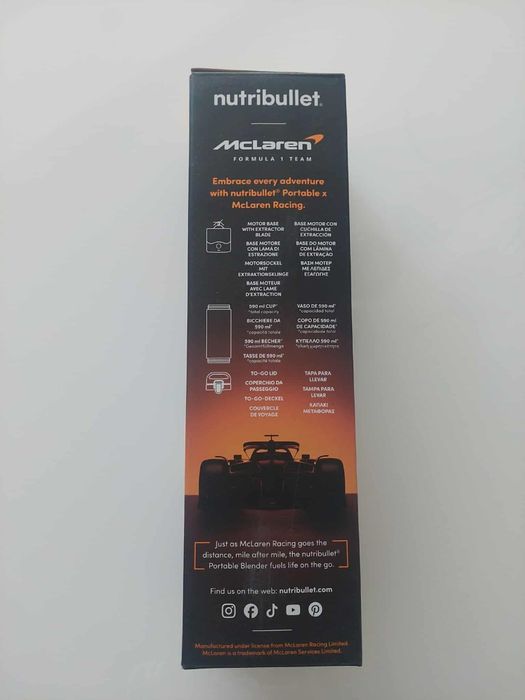 nutribullet®
McLaren
FORMULA 1 TEAM
Embrace every adventure
with nutribullet® Portable x
McLaren Racing.
MOTOR BASE
WITH EXTRACTOR
BLADE
BASE MOTORE
CON LAMA DI
ESTRAZIONE
MOTORSOCKEL
MIT
EXTRAKTIONSKLINGE
BASE MOTEUR
AVEC LAME
D'EXTRACTION
BASE MOTOR CON
CUCHILLA DE
EXTRACCIÓN
BASE DO MOTOR
COM LÂMINA
DE EXTRAÇÃO
ΒΑΣΗ ΜΟΤΕΡ
ΜΕ ΛΕΠΙΔΕΣ
ΕΞΑΓΩΓΗΣ
590 ml CUP*
*total capacity
BICCHIERE DA
590 ml*
*capacità totale
590 ml BECHER*
*Gesamtfüllmenge
TASSE DE 590 ml*
*capacité totale
VASO DE 590 ml*
*capacidad total
COPO DE 590 ml
DE CAPACIDADE*
*capacidade total
ΚΥΠΕΛΛΟ 590 ml*
*ολική χωρητικότητα
TO-GO LID
COPERCHIO DA
PASSEGGIO
TO-GO-DECKEL
COUVERCLE
DE VOYAGE
TAPA PARA
LLEVAR
TAMPA PARA
LEVAR
ΚΑΠΑΚΙ
ΜΕΤΑΦΟΡΑΣ
Just as McLaren Racing goes the
distance, mile after mile, the nutribullet®
Portable Blender fuels life on the go.
Find us on the web: nutribullet.com
Manufactured under license from McLaren Racing Limited.
McLaren is a trademark of McLaren Services Limited.